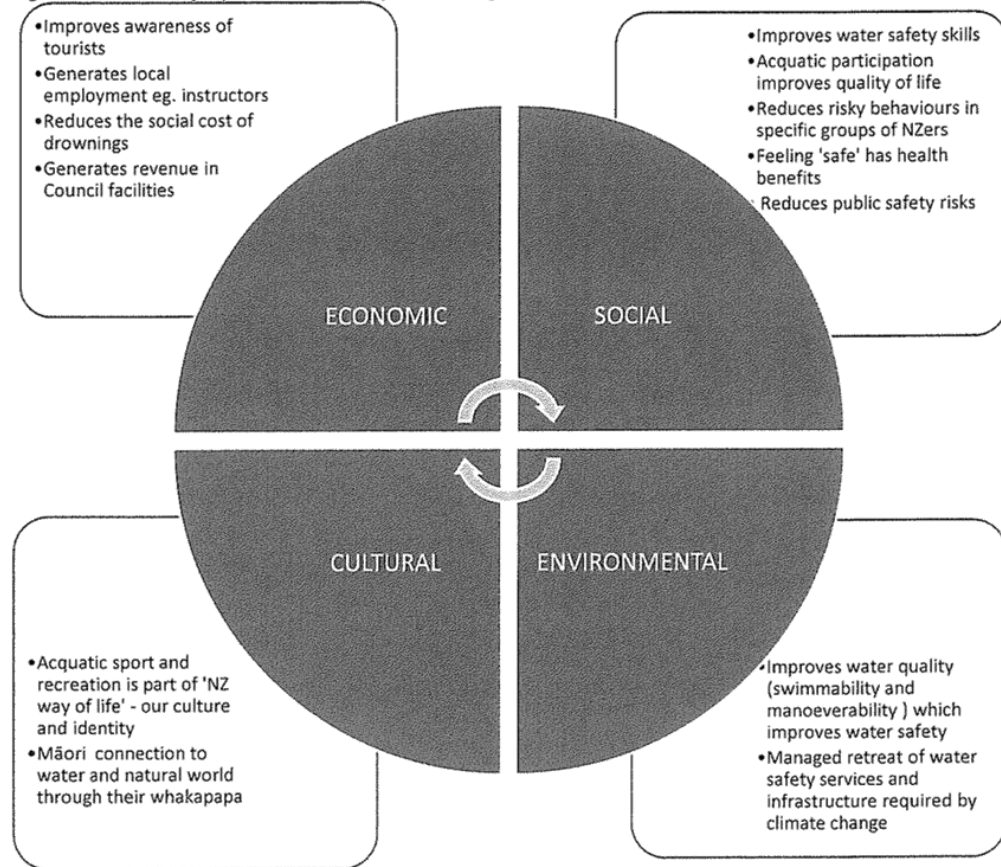 •Improves awareness of
tourists
•Generates local
employment eg. instructors
•Reduces the social cost of
drownings
•Generates revenue in
Council facilities
•Improves water safety skills
•Acquatic participation
improves quality of life
•Reduces risky behaviours in
specific groups of NZers
•Feeling 'safe' has health
benefits
Reduces public safety risks
ECONOMIC
SOCIAL
CULTURAL
ENVIRONMENTAL
•Acquatic sport and
recreation is part of 'NZ
way of life' - our culture
and identity
•Māori connection to
water and natural world
through their whakapapa
•Improves water quality
(swimmability and
manoeverability ) which
improves water safety
•Managed retreat of water
safety services and
infrastructure required by
climate change